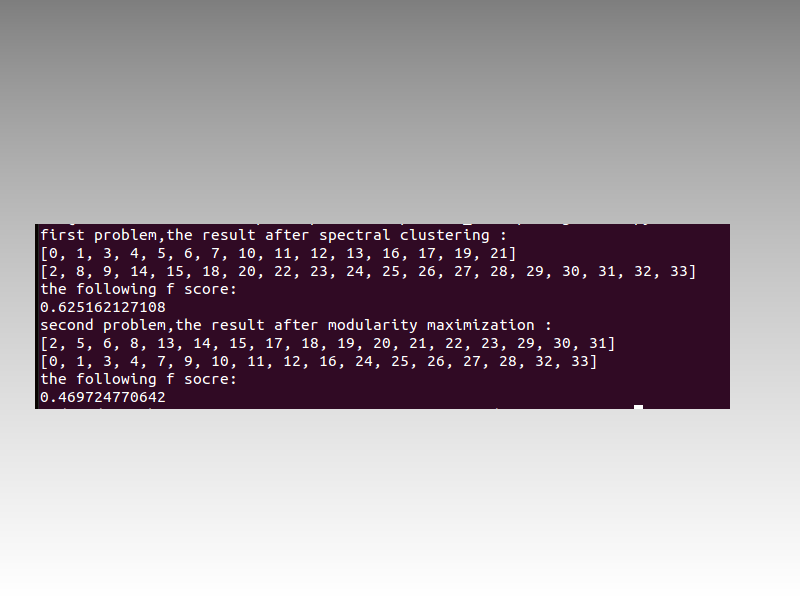 first problem,the result after spectral clustering :
[0, 1, 3, 4, 5, 6, 7, 10, 11, 12, 13, 16, 17, 19, 21]
[2, 8, 9, 14, 15, 18, 20, 22, 23, 24, 25, 26, 27, 28, 29, 30, 31, 32, 33]
the following f score:
0.625162127108
second problem,the result after modularity maximization :
[2, 5, 6, 8, 13, 14, 15, 17, 18, 19, 20, 21, 22, 23, 29, 30, 31]
[0, 1, 3, 4, 7, 9, 10, 11, 12, 16, 24, 25, 26, 27, 28, 32, 33]
the following f socre:
0.469724770642